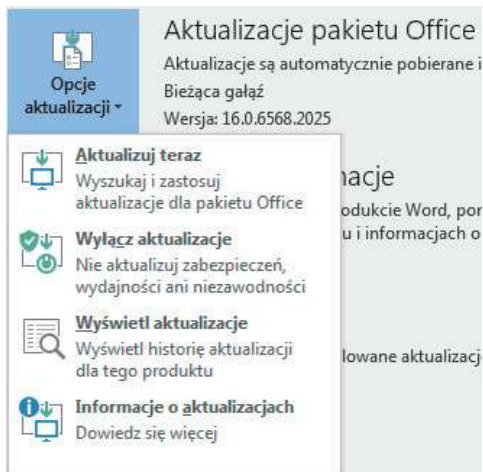 Aktualizacje pakietu Office
Aktualizacje są automatycznie pobierane i
Bieżąca gałąź
Wersja: 16.0.6568.2025
Opcje
aktualizacji
Aktualizuj teraz
Wyszukaj i zastosuj
aktualizacje dla pakietu Office
Wyłącz aktualizacje
Nie aktualizuj zabezpieczeń,
wydajności ani niezawodności
Wyświetl aktualizacje
Wyświetl historię aktualizacji
dla tego produktu
Informacje o aktualizacjach
Dowiedz się więcej
macje
odukcie Word, por
u i informacjach o
lowane aktualizacj